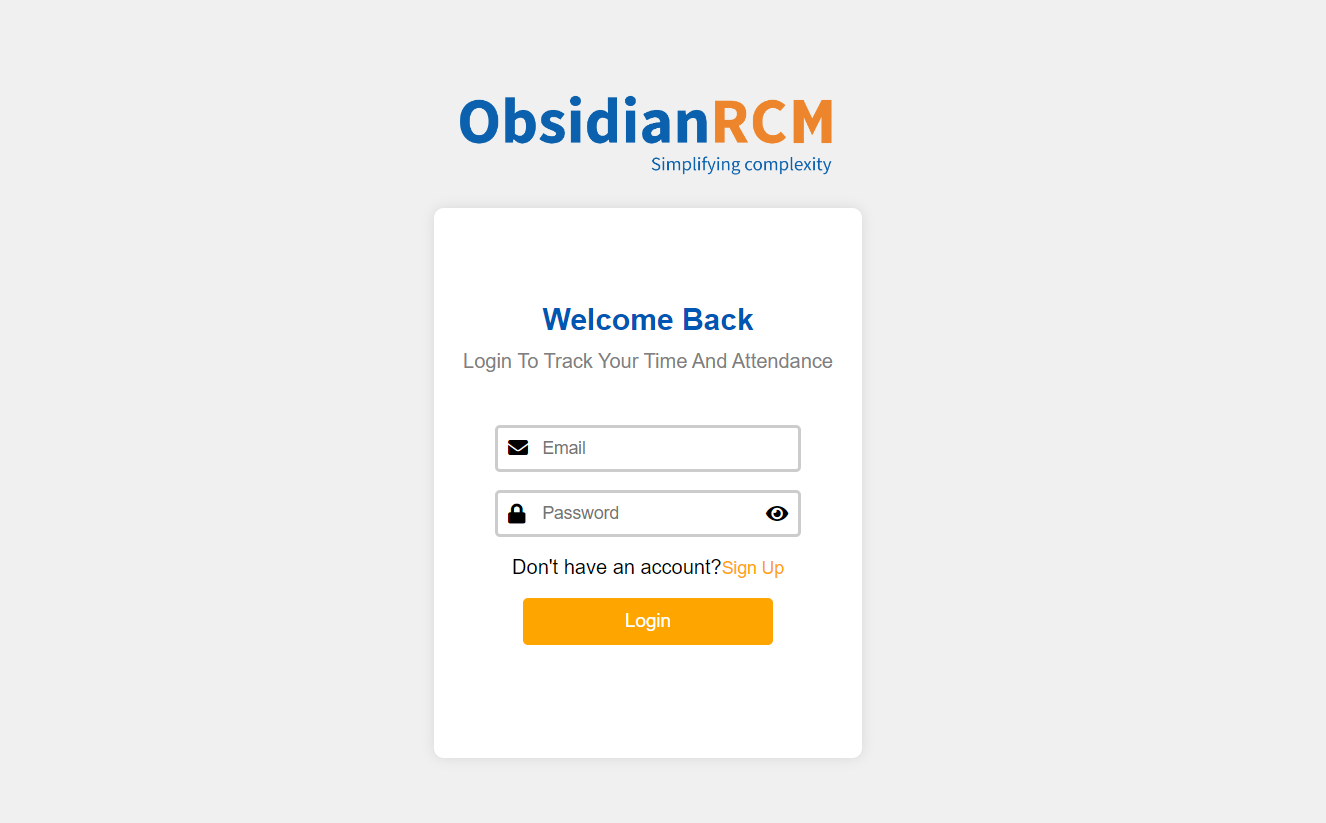 ObsidianRCM
Simplifying complexity
Welcome Back
Login To Track Your Time And Attendance
Email
Password
Don't have an account?Sign Up
Login